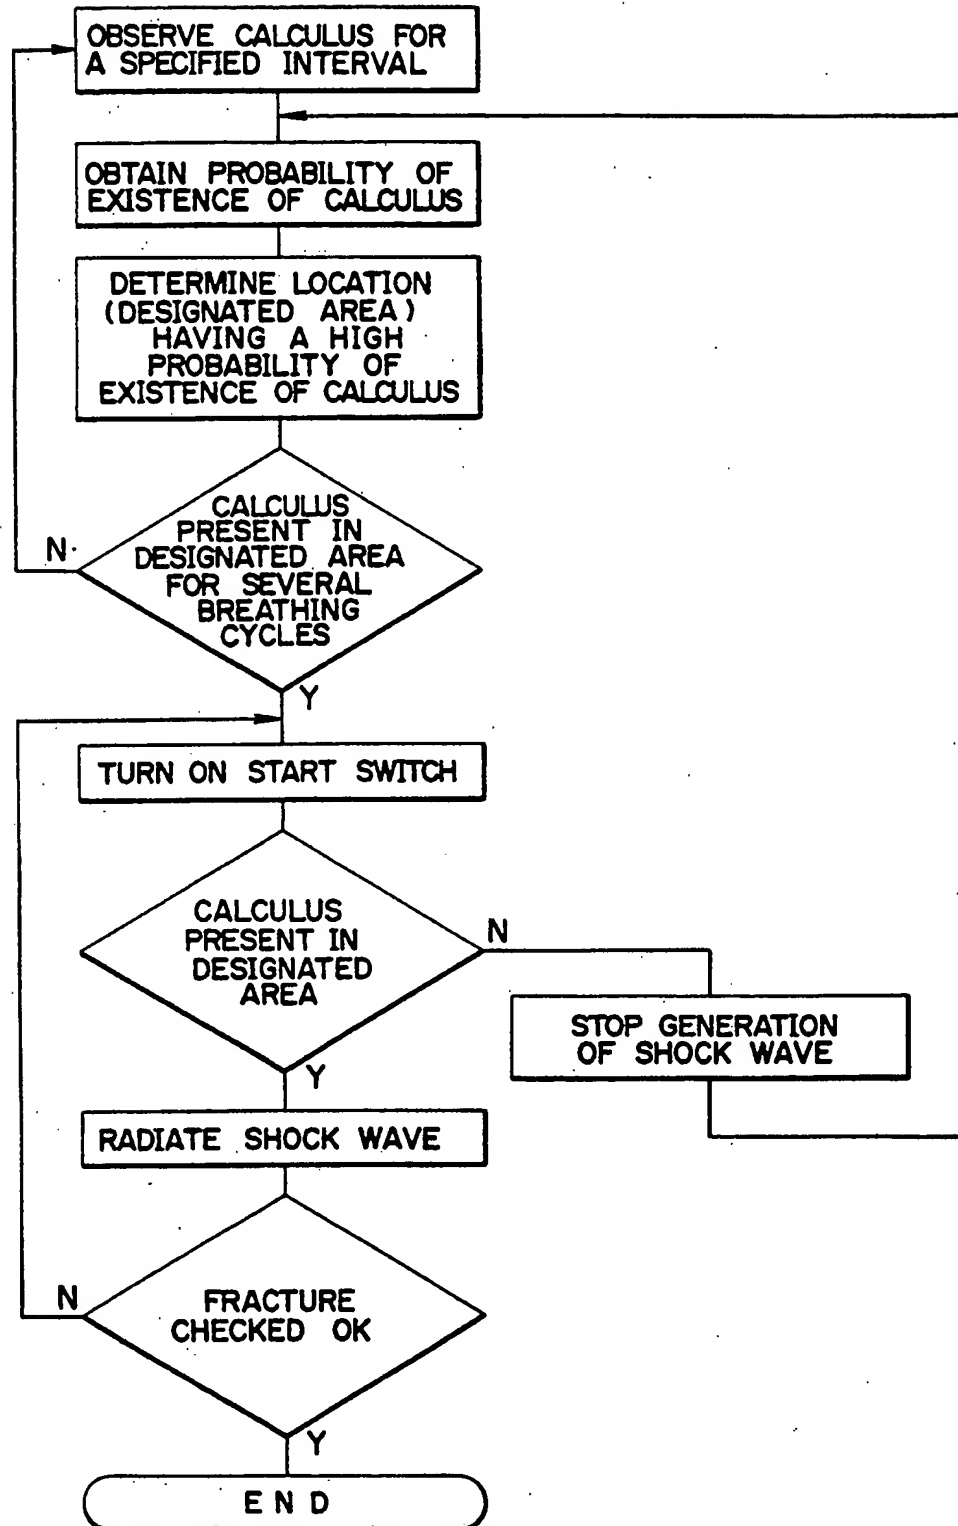 OBSERVE CALCULUS FOR
A SPECIFIED INTERVAL
OBTAIN PROBABILITY OF
EXISTENCE OF CALCULUS
DETERMINE LOCATION
(DESIGNATED AREA)
HAVING A HIGH
PROBABILITY OF
EXISTENCE OF CALCULUS
CALCULUS
PRESENT IN
DESIGNATED AREA
FOR SEVERAL
BREATHING
CYCLES
N
Y
TURN ON START SWITCH
CALCULUS
PRESENT IN
DESIGNATED
AREA
N
STOP GENERATION
OF SHOCK WAVE
Y
RADIATE SHOCK WAVE
FRACTURE
CHECKED OK
N
Y
END